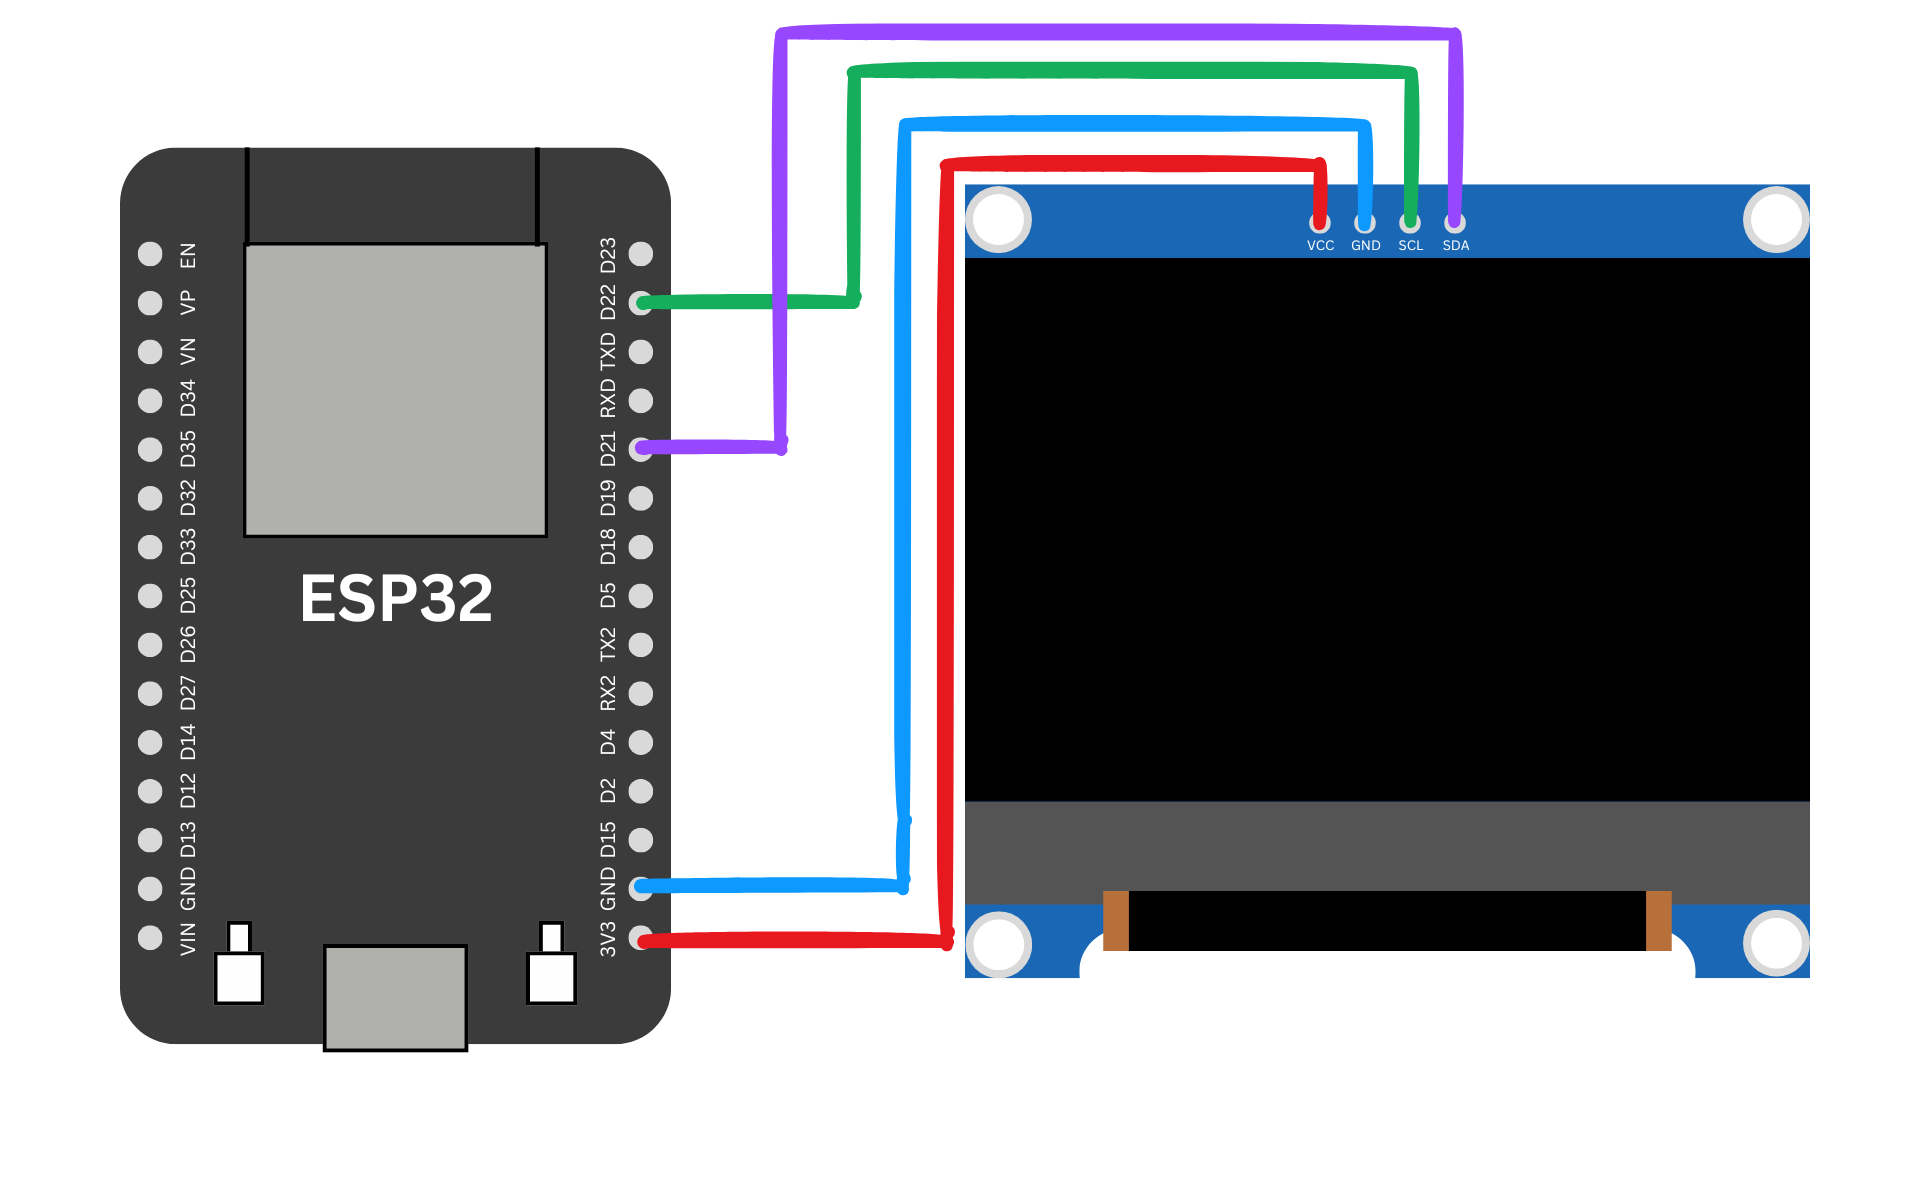 EN
VP
VN
D34
D35
D32
D33
D25
D26
D27
D14
D12
D13
GND
VIN
ESP32
D23
D22
TXD
RXD
D21
D19
D18
D5
TX2
RX2
D4
D2
D15
GND
3V3
VCC GND SCL SDA